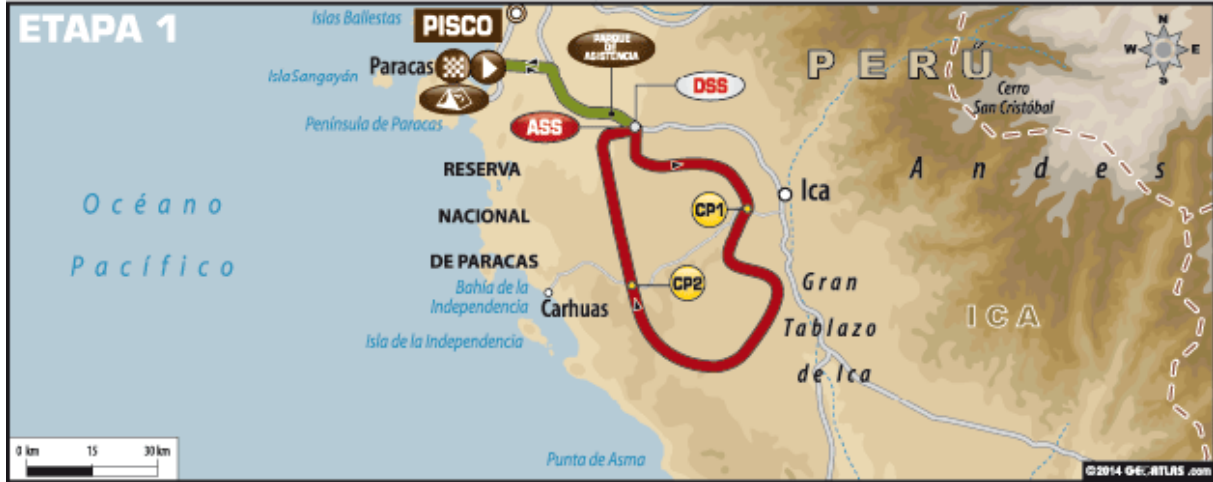 ETAPA 1
Islas Ballestas
PISCO
Isla Sangayán
Paracas
PARQUE
DE
ASISTENCIA
PERÚ
N
W
E
S
Cerro
San Cristóbal
DSS
ASS
Península de Paracas
Andes
RESERVA
NACIONAL
DE PARACAS
Océano
Pacífico
CP1
Ica
CP2
Bahía de la
Independencia
Carhuas
Isla de la Independencia
Gran
Tablazo
de Ica
ICA
0 km 15 30 km
Punta de Asma
©2014 GEOATLAS.com